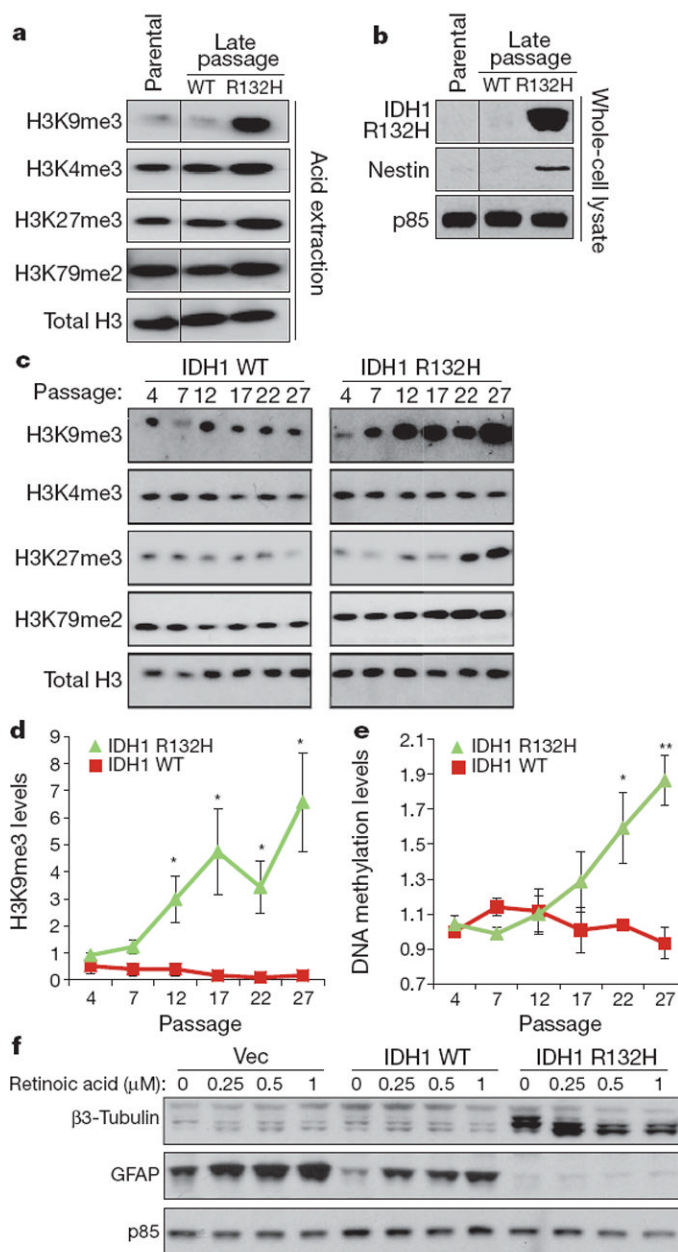 a
Parental
Late passage
WT R132H
H3K9me3
H3K4me3
H3K27me3
H3K79me2
Total H3
Acid extraction
b
Parental
Late passage
WT R132H
IDH1 R132H
Nestin
p85
Whole-cell lysate
c
IDH1 WT IDH1 R132H
Passage: 4 7 12 17 22 27 4 7 12 17 22 27
H3K9me3
H3K4me3
H3K27me3
H3K79me2
Total H3
d
IDH1 R132H
IDH1 WT
H3K9me3 levels
9
8
7
6
5
4
3
2
1
0
* * * *
4 7 12 17 22 27
Passage
e
IDH1 R132H
IDH1 WT
DNA methylation levels
2.1
1.9
1.7
1.5
1.3
1.1
0.9
0.7
* **
4 7 12 17 22 27
Passage
f
Vec IDH1 WT IDH1 R132H
Retinoic acid (μM): 0 0.25 0.5 1 0 0.25 0.5 1 0 0.25 0.5 1
β3-Tubulin
GFAP
p85